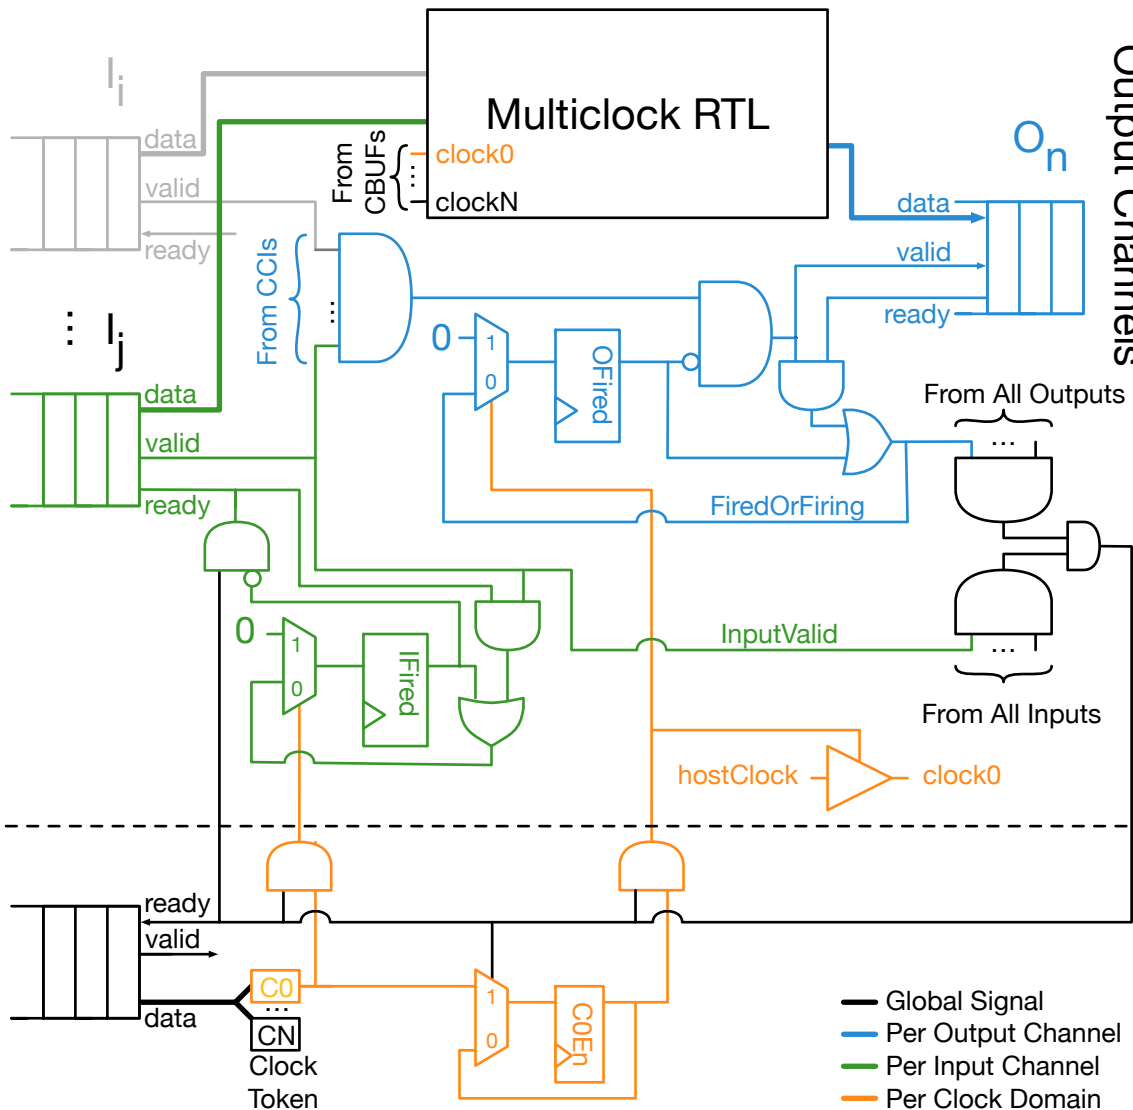 I_i
data
valid
ready
⋮ I_j
data
valid
ready
Multiclock RTL
From
CBUFs
clock0
...
clockN
O_n
data
valid
ready
Output Channels
From CCIs
...
0
1
0
OFired
FiredOrFiring
From All Outputs
...
InputValid
...
From All Inputs
0
1
0
IFired
hostClock
clock0
ready
valid
data
C0
...
CN
Clock
Token
1
0
C0En
Global Signal
Per Output Channel
Per Input Channel
Per Clock Domain